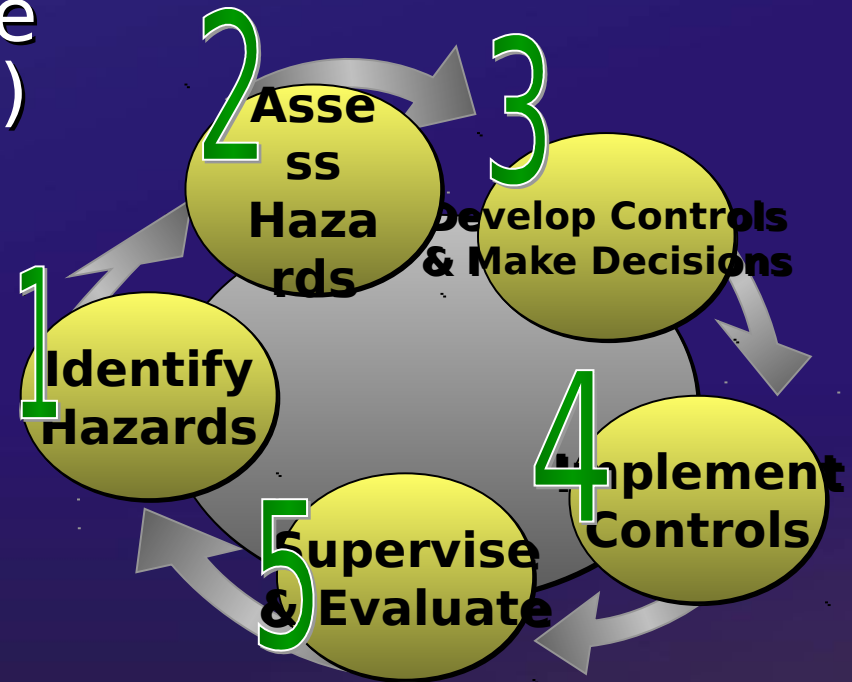 e
)
1
Identify
Hazards
2
Asse
ss
Haza
rds
3
Develop Controls
& Make Decisions
4
Implement
Controls
5
Supervise
& Evaluate